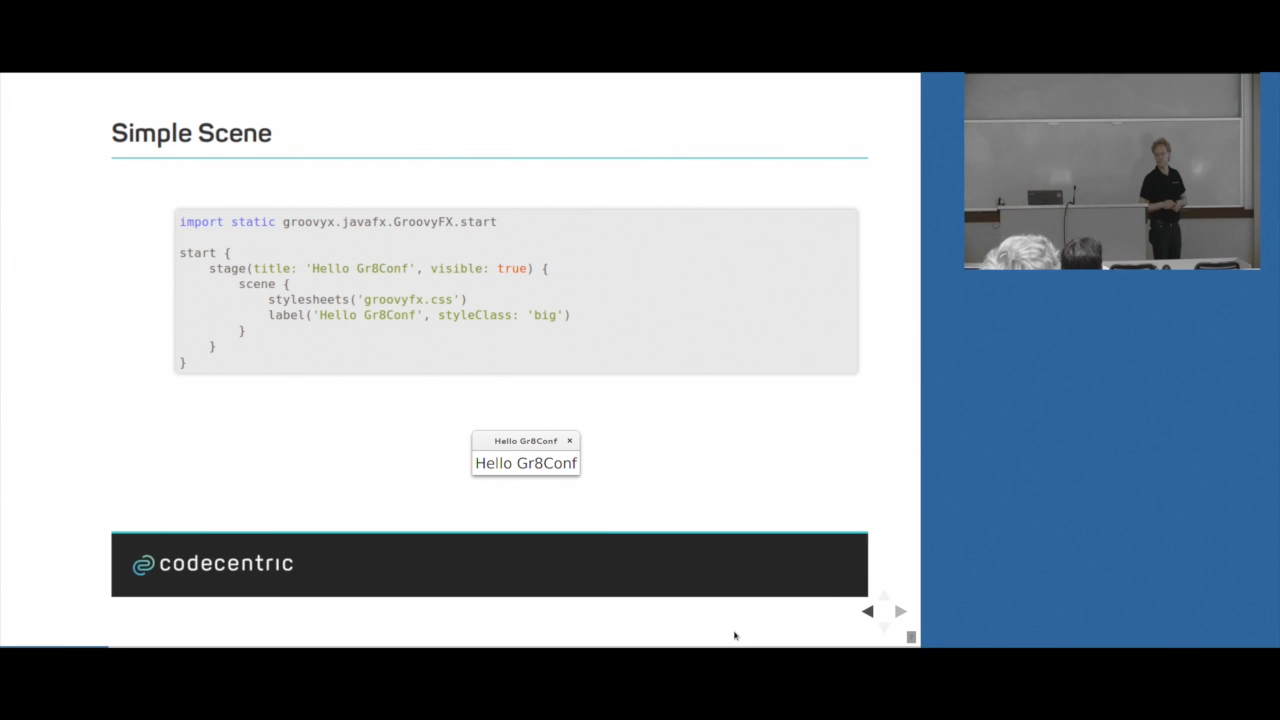 Simple Scene
import static groovyx.javafx.GroovyFX.start
start {
    stage(title: 'Hello Gr8Conf', visible: true) {
        scene {
            stylesheets('groovyfx.css')
            label('Hello Gr8Conf', styleClass: 'big')
        }
    }
}
Hello Gr8Conf ×
Hello Gr8Conf
codecentric